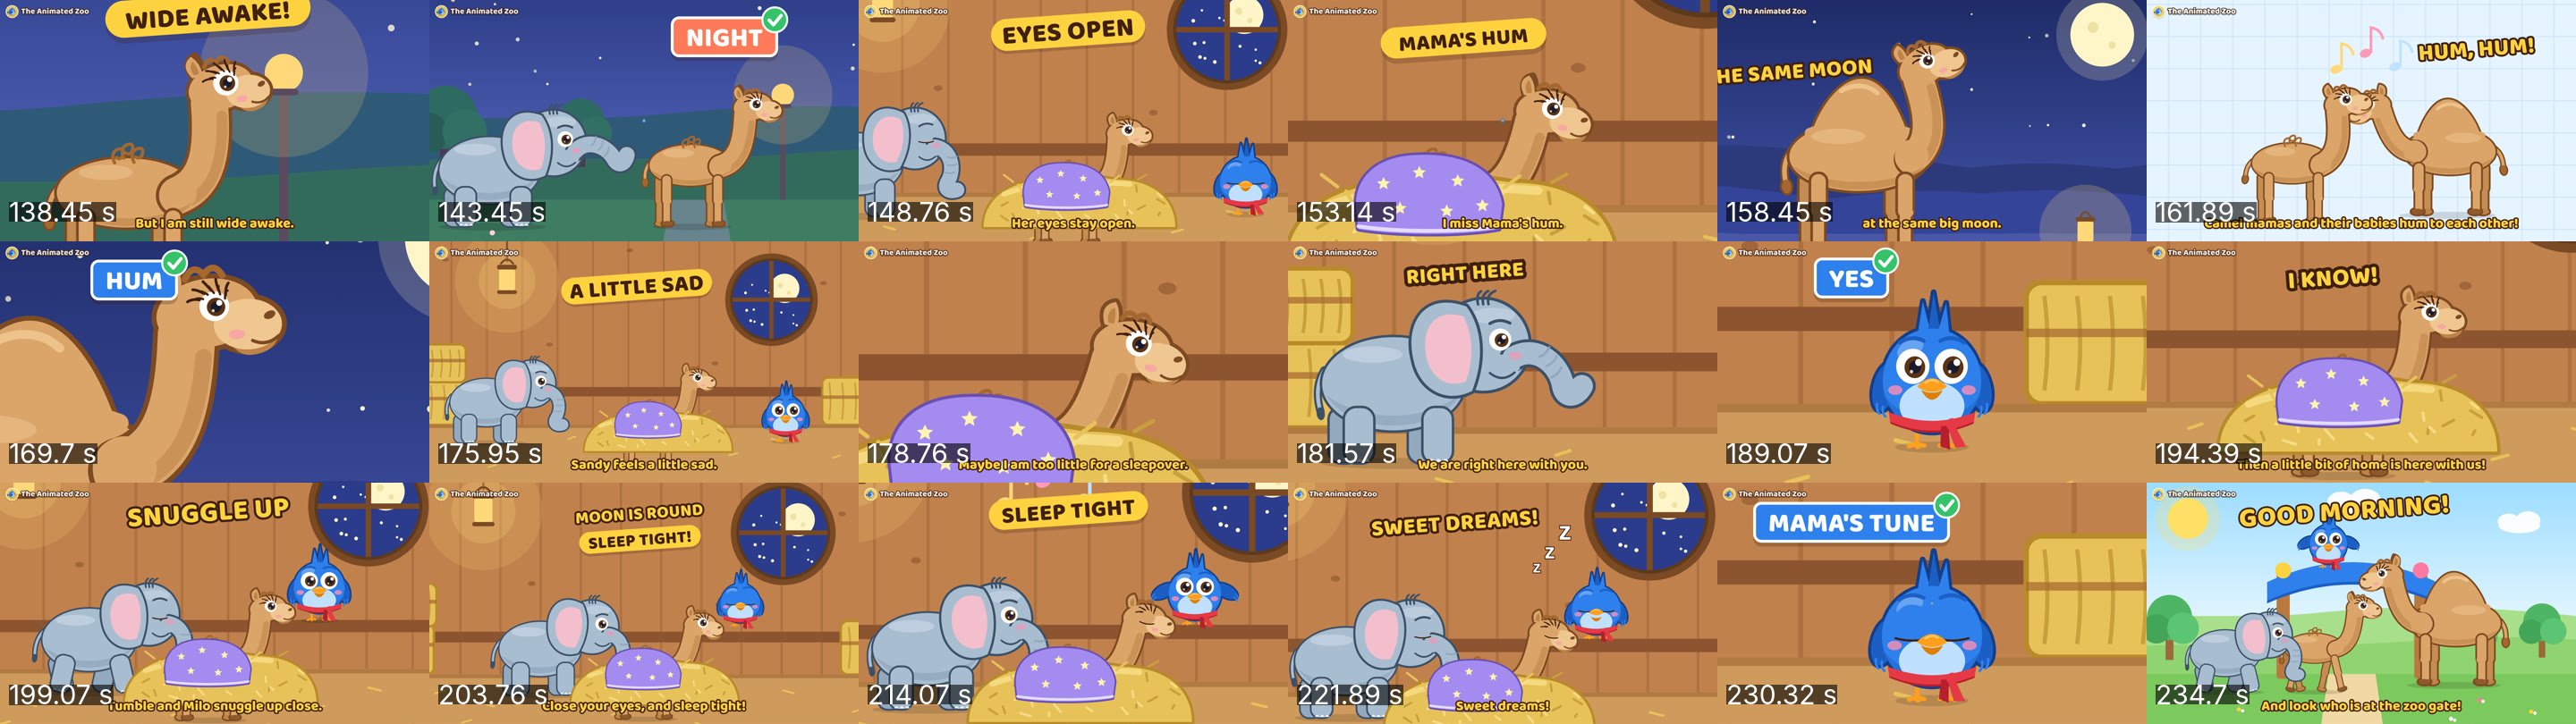 The Animated Zoo
WIDE AWAKE!
138.45 s
But I am still wide awake.
The Animated Zoo
NIGHT
143.45 s
The Animated Zoo
EYES OPEN
148.76 s
Her eyes stay open.
The Animated Zoo
MAMA'S HUM
153.14 s
I miss Mama's hum.
The Animated Zoo
HE SAME MOON
158.45 s
at the same big moon.
The Animated Zoo
HUM, HUM!
161.89 s
Camel mamas and their babies hum to each other!
The Animated Zoo
HUM
169.7 s
The Animated Zoo
A LITTLE SAD
175.95 s
Sandy feels a little sad.
The Animated Zoo
178.76 s
Maybe I am too little for a sleepover.
The Animated Zoo
RIGHT HERE
181.57 s
We are right here with you.
The Animated Zoo
YES
189.07 s
The Animated Zoo
I KNOW!
194.39 s
Then a little bit of home is here with us!
The Animated Zoo
SNUGGLE UP
199.07 s
Tumble and Milo snuggle up close.
The Animated Zoo
MOON IS ROUND
SLEEP TIGHT!
203.76 s
Close your eyes, and sleep tight!
The Animated Zoo
SLEEP TIGHT
214.07 s
The Animated Zoo
SWEET DREAMS!
z z z
221.89 s
Sweet dreams!
The Animated Zoo
MAMA'S TUNE
230.32 s
The Animated Zoo
GOOD MORNING!
234.7 s
And look who is at the zoo gate!